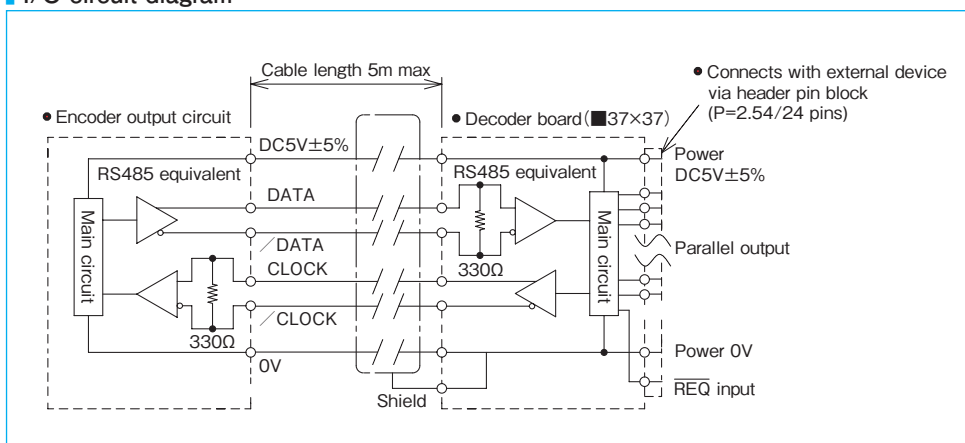 I/O circuit diagram
Cable length 5m max
● Connects with external device
via header pin block
(P=2.54/24 pins)
● Encoder output circuit
● Decoder board(■37×37)
DC5V±5%
Power
DC5V±5%
RS485 equivalent
RS485 equivalent
DATA
Main circuit
Main circuit
／DATA
Parallel output
CLOCK
330Ω
／CLOCK
330Ω
0V
Power 0V
Shield
REQ input